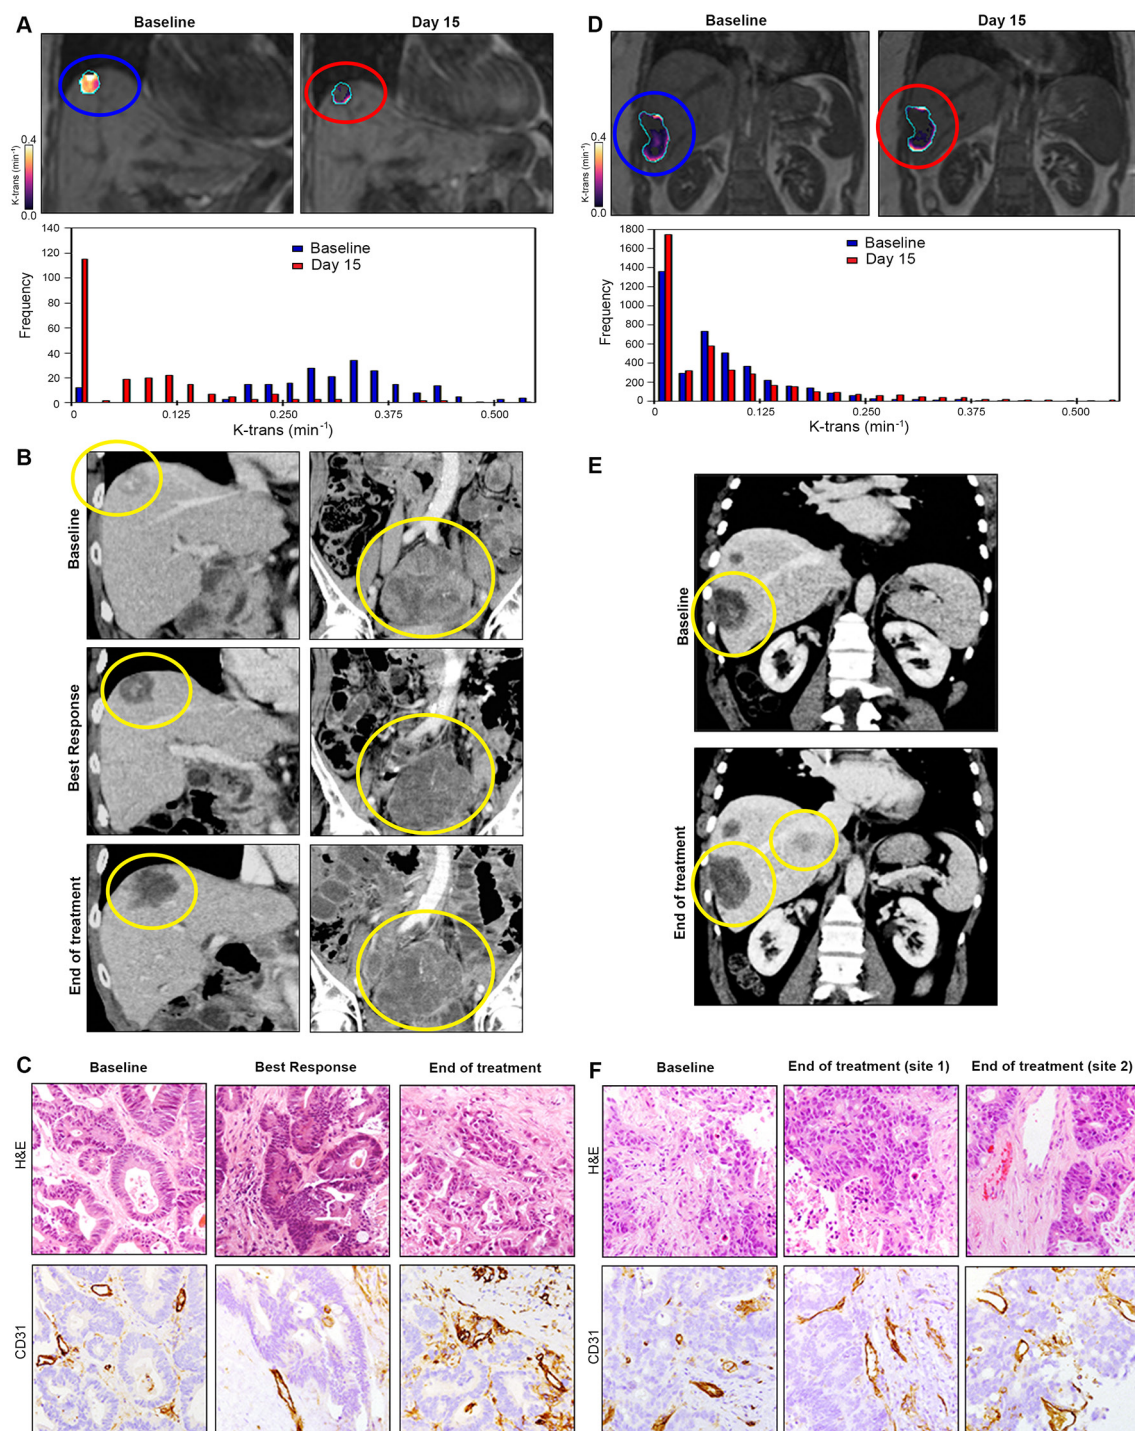 A
Baseline
Day 15
0.4
K-trans (min⁻¹)
0.0
140
120
100
80
60
40
20
0
Frequency
Baseline
Day 15
0
0.125
0.250
0.375
0.500
K-trans (min⁻¹)
B
Baseline
Best Response
End of treatment
C
Baseline
Best Response
End of treatment
H&E
CD31
D
Baseline
Day 15
0.4
K-trans (min⁻¹)
0.0
1800
1600
1400
1200
1000
800
600
400
200
0
Frequency
Baseline
Day 15
0
0.125
0.250
0.375
0.500
K-trans (min⁻¹)
E
Baseline
End of treatment
F
Baseline
End of treatment (site 1)
End of treatment (site 2)
H&E
CD31